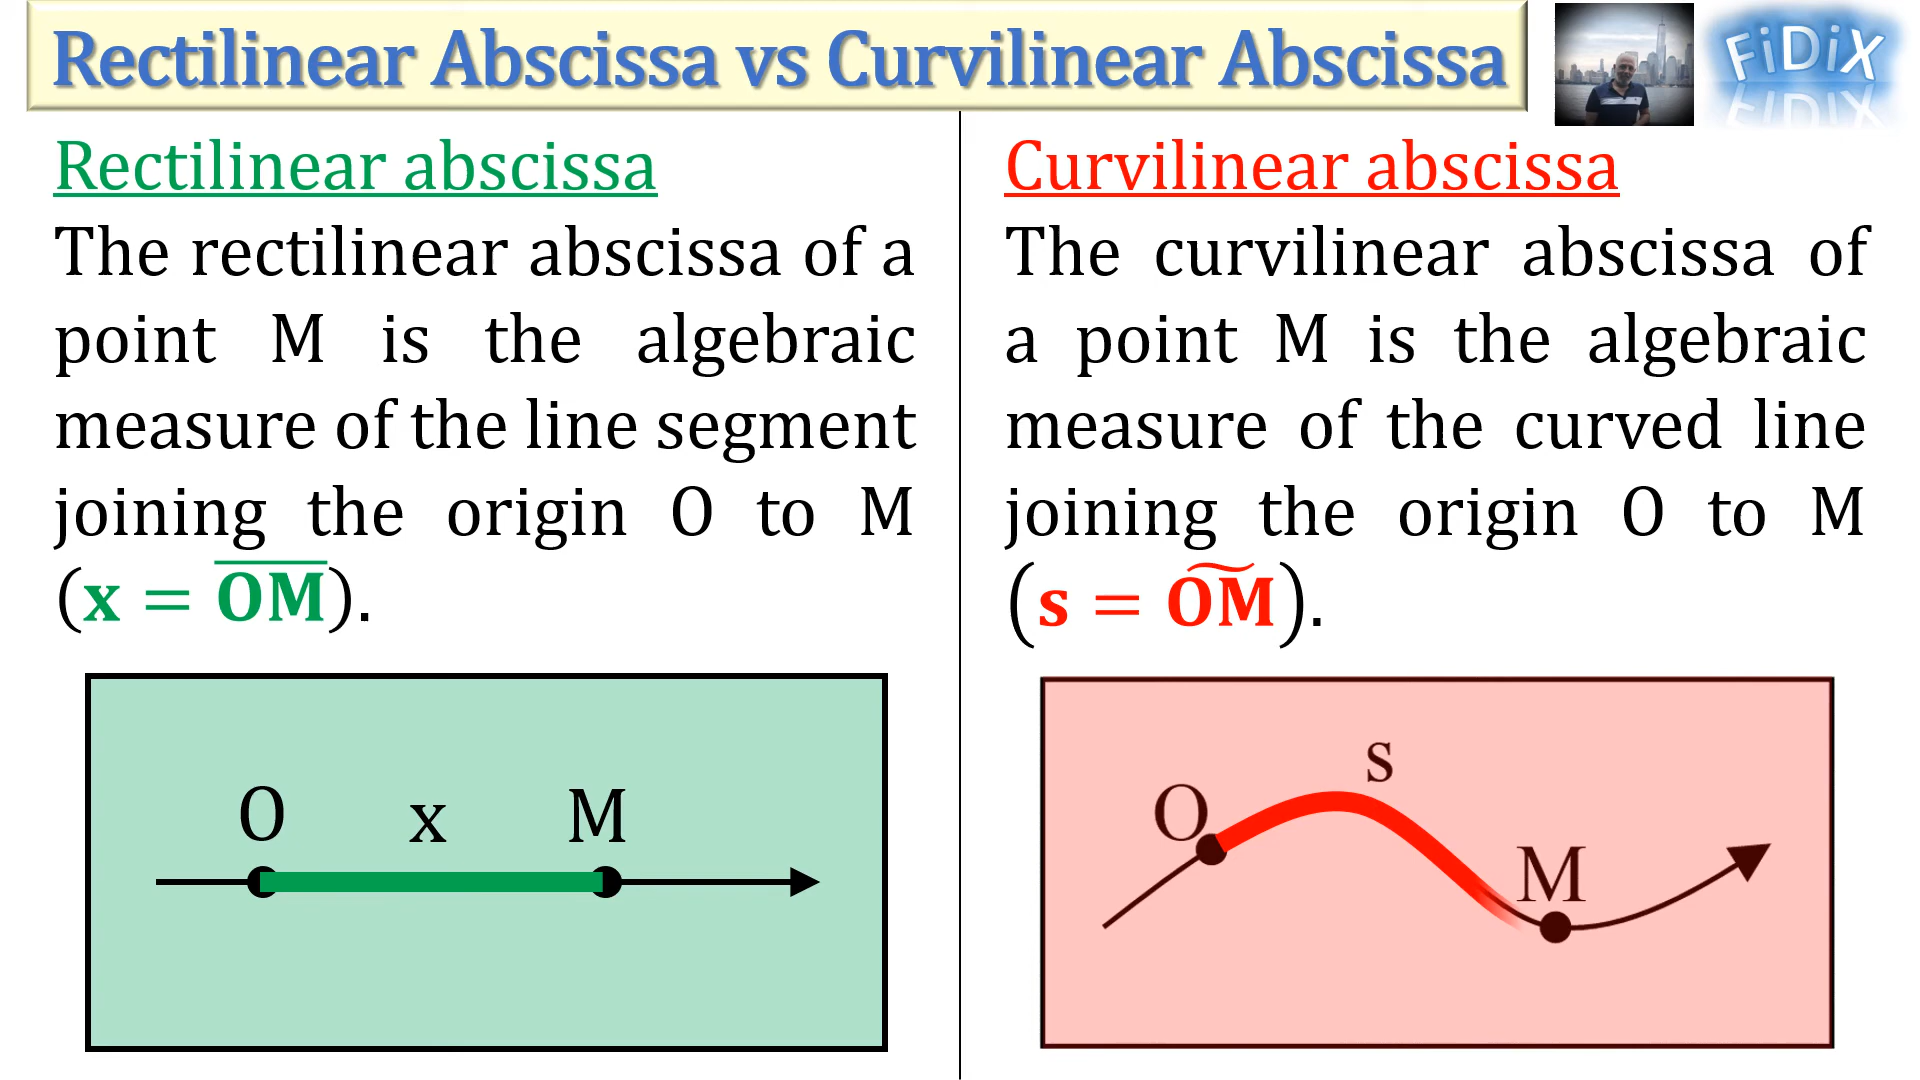 Rectilinear Abscissa vs Curvilinear Abscissa
FiDiX
Rectilinear abscissa
The rectilinear abscissa of a
point M is the algebraic
measure of the line segment
joining the origin O to M
(x = O͞M͞).
O x M
Curvilinear abscissa
The curvilinear abscissa of
a point M is the algebraic
measure of the curved line
joining the origin O to M
(s = O͠M).
s
O
M